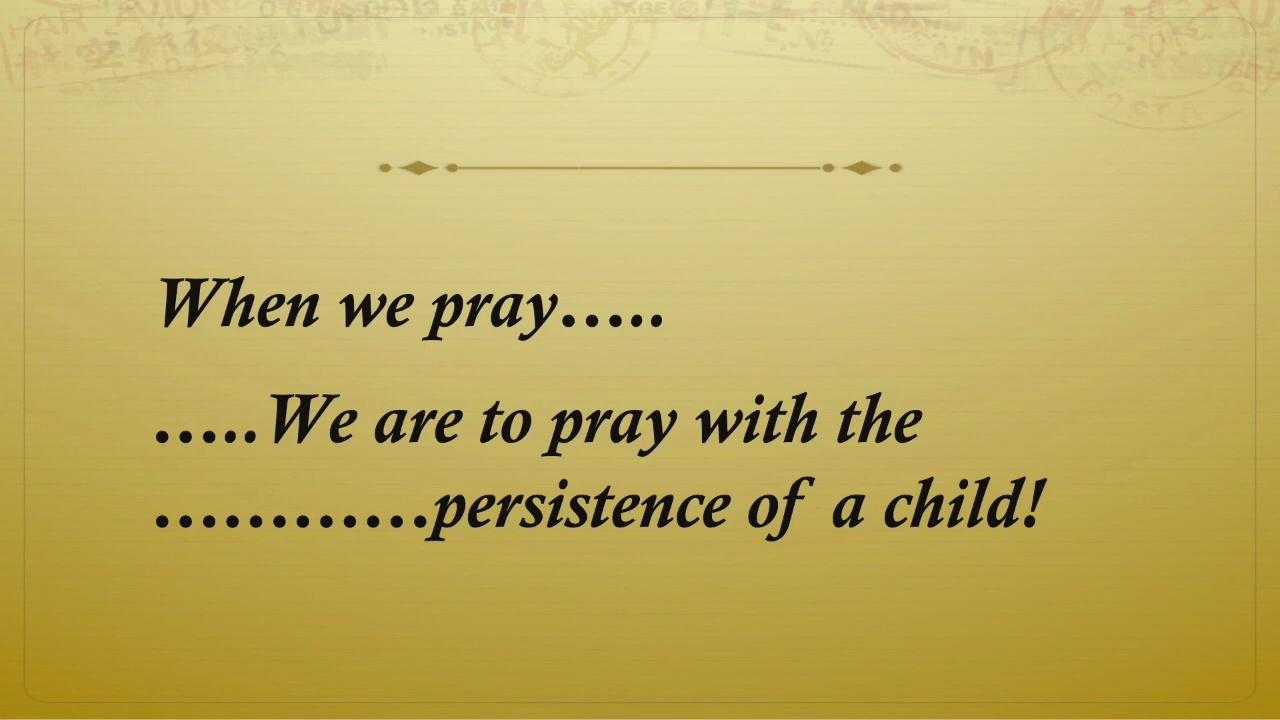 When we pray.....
.....We are to pray with the
............persistence of a child!